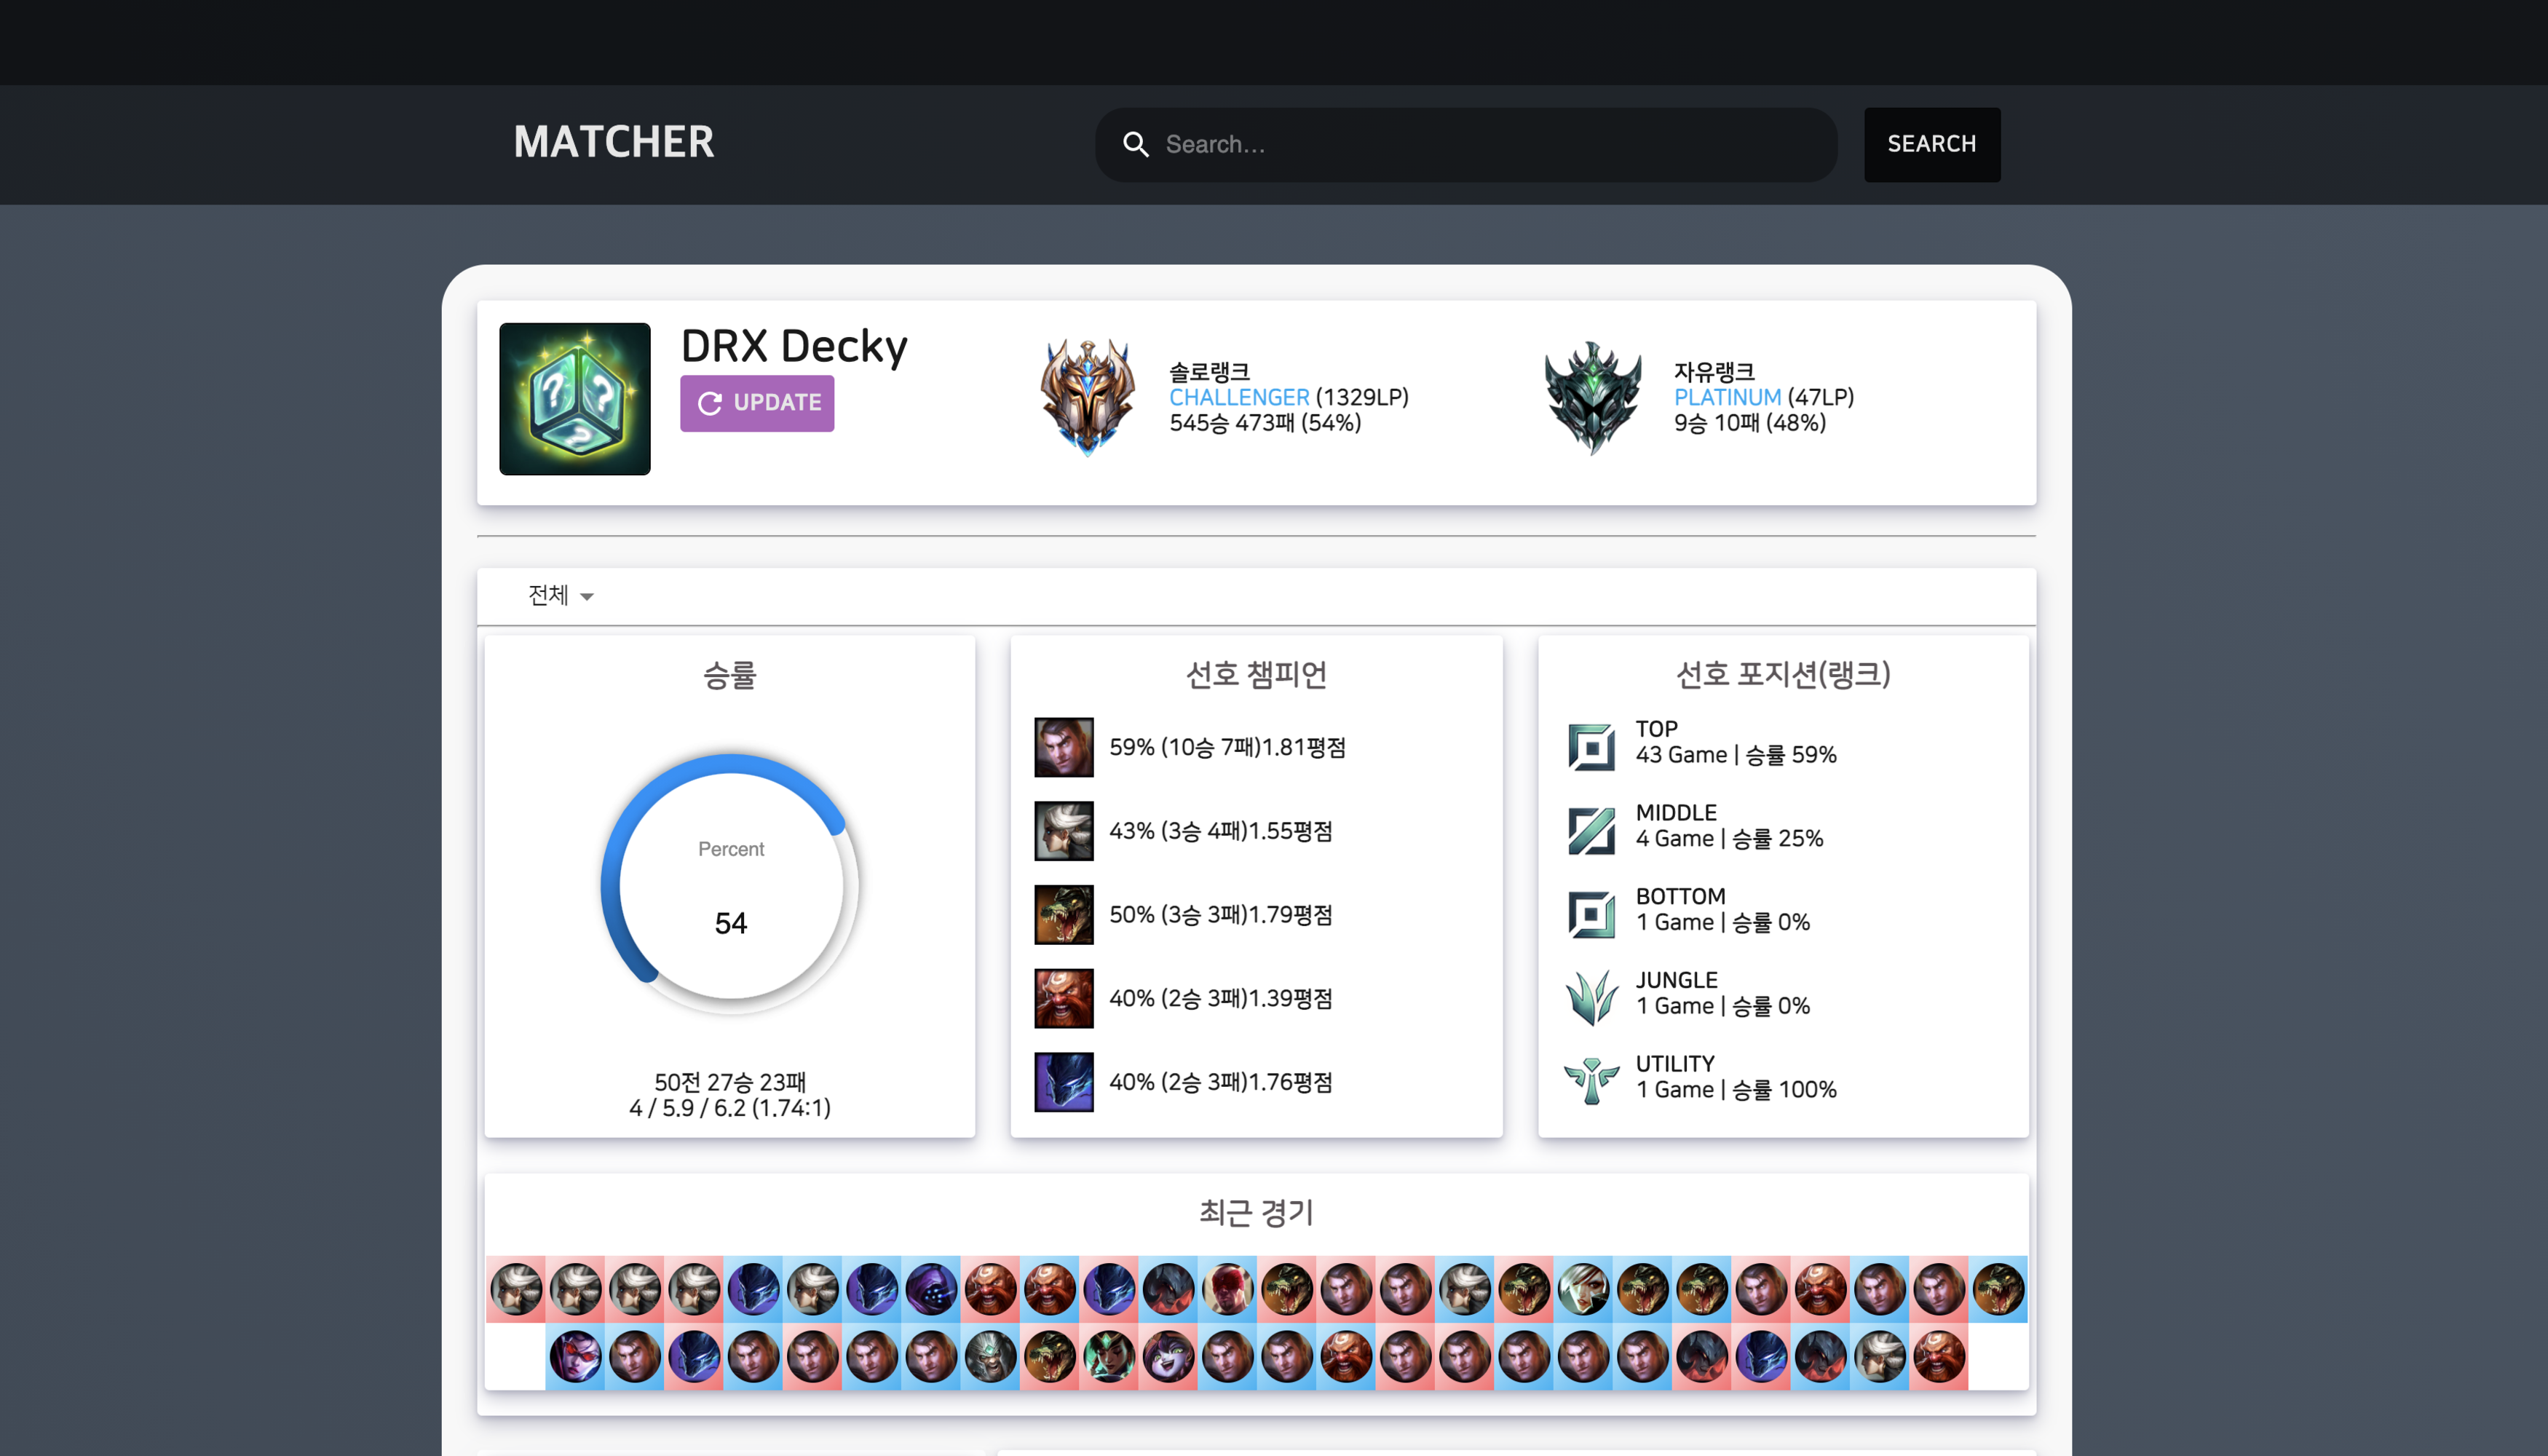 MATCHER
Search...
SEARCH
DRX Decky
UPDATE
솔로랭크
CHALLENGER (1329LP)
545승 473패 (54%)
자유랭크
PLATINUM (47LP)
9승 10패 (48%)
전체
승률
Percent
54
50전 27승 23패
4 / 5.9 / 6.2 (1.74:1)
선호 챔피언
59% (10승 7패)1.81평점
43% (3승 4패)1.55평점
50% (3승 3패)1.79평점
40% (2승 3패)1.39평점
40% (2승 3패)1.76평점
선호 포지션(랭크)
TOP
43 Game | 승률 59%
MIDDLE
4 Game | 승률 25%
BOTTOM
1 Game | 승률 0%
JUNGLE
1 Game | 승률 0%
UTILITY
1 Game | 승률 100%
최근 경기